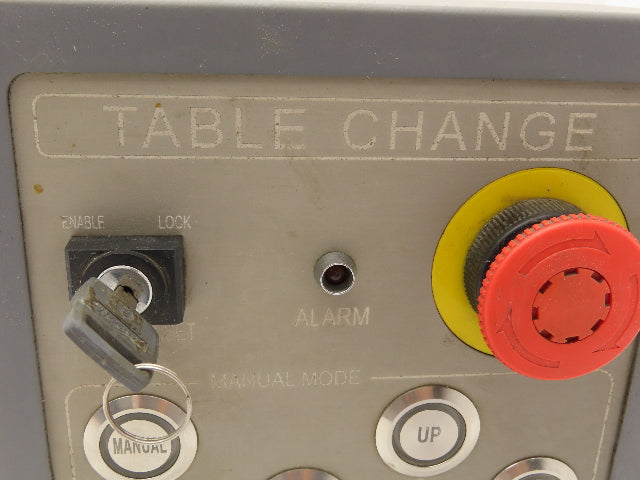 TABLE CHANGE
ENABLE LOCK
ALARM
MANUAL MODE
MANUAL
UP